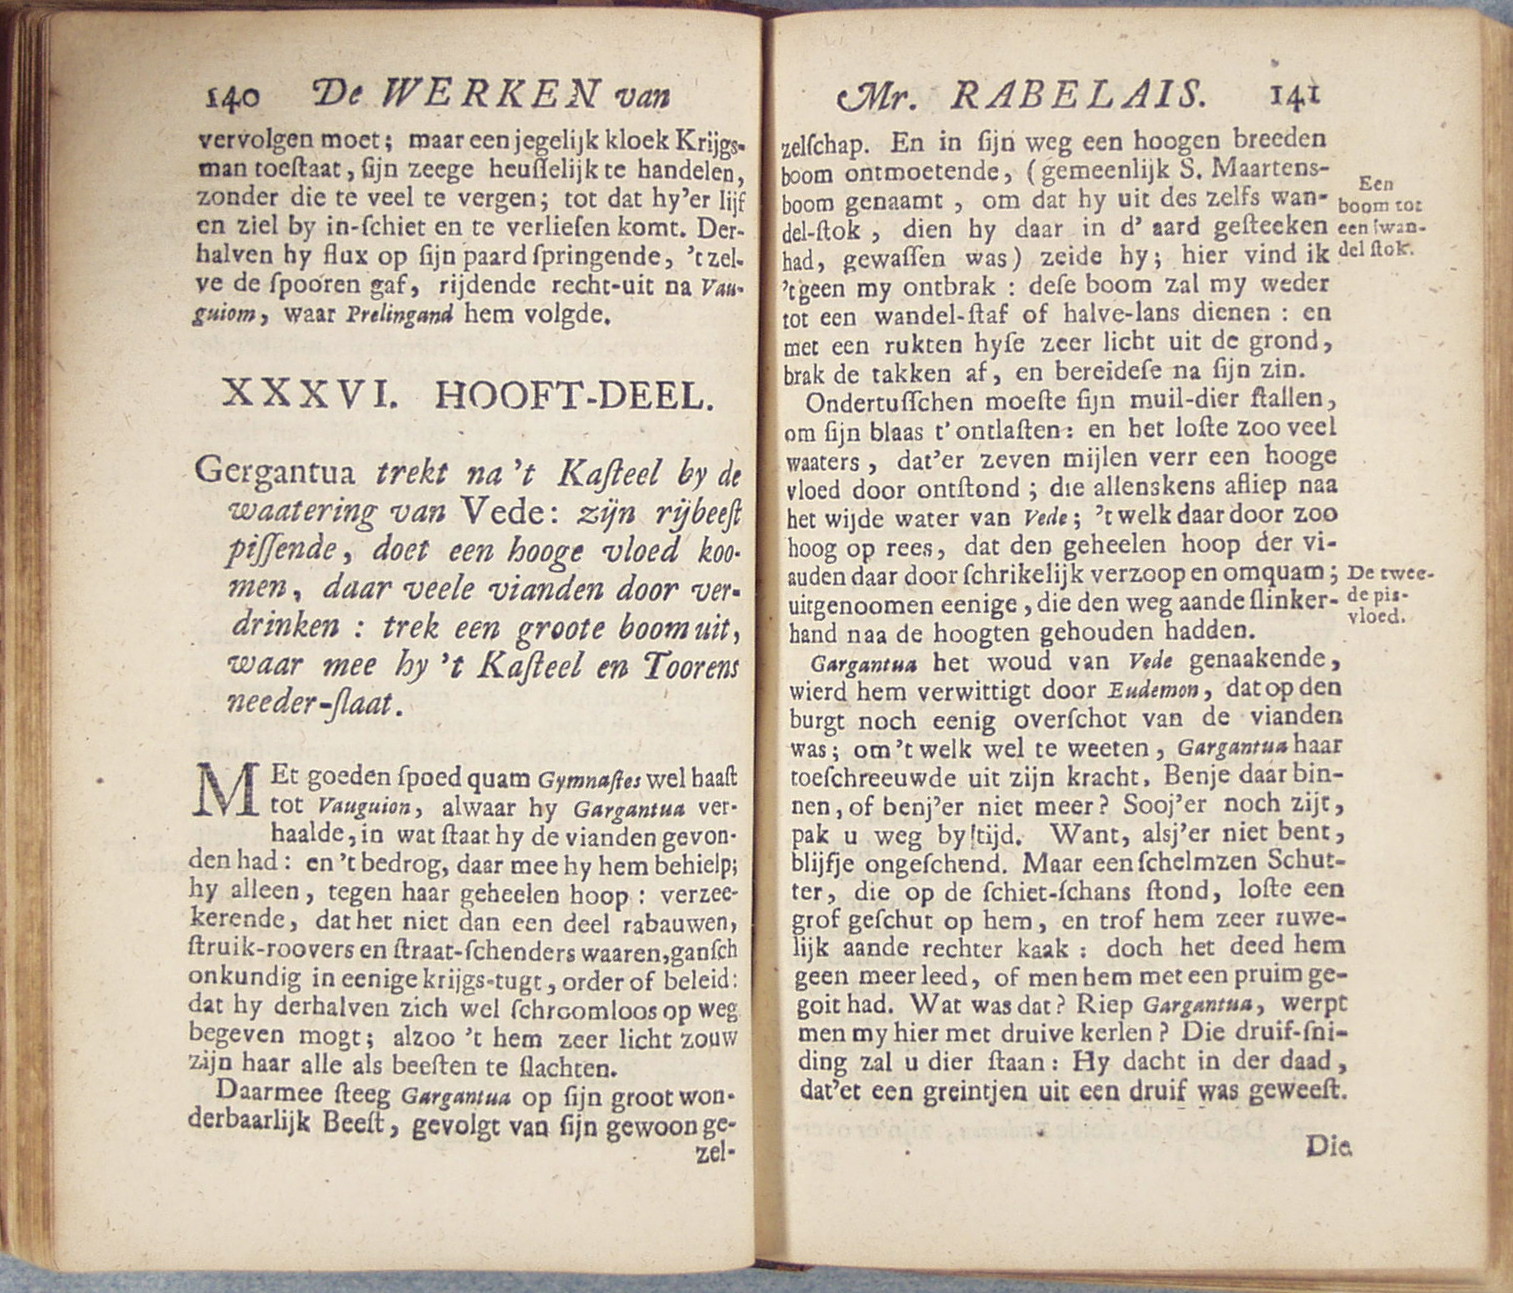 140 De WERKEN van
vervolgen moet; maar een jegelijk kloek Krijgs-
man toeſtaat, ſijn zeege heuſſelijk te handelen,
zonder die te veel te vergen; tot dat hy'er lijf
en ziel by in-ſchiet en te verlieſen komt. Der-
halven hy flux op ſijn paard ſpringende, 't zel-
ve de ſpooren gaf, rijdende recht-uit na Vau-
guiom, waar Prelingand hem volgde.
XXXVI. HOOFT-DEEL.
Gergantua trekt na 't Kaſteel by de
waatering van Vede: zijn rijbeeſt
piſſende, doet een hooge vloed koo-
men, daar veele vianden door ver-
drinken : trek een groote boom uit,
waar mee hy 't Kaſteel en Toorens
needer-ſlaat.
MEt goeden ſpoed quam Gymnaſtes wel haaſt
tot Vauguion, alwaar hy Gargantua ver-
haalde, in wat ſtaat hy de vianden gevon-
den had: en 't bedrog, daar mee hy hem behielp;
hy alleen, tegen haar geheelen hoop : verzee-
kerende, dat het niet dan een deel rabauwen,
ſtruik-roovers en ſtraat-ſchenders waaren, ganſch
onkundig in eenige krijgs-tugt, order of beleid:
dat hy derhalven zich wel ſchroomloos op weg
begeven mogt; alzoo 't hem zeer licht zouw
zijn haar alle als beeſten te ſlachten.
Daarmee ſteeg Gargantua op ſijn groot won-
derbaarlijk Beeſt, gevolgt van ſijn gewoon ge-
zel-
Mr. RABELAIS. 141
zelſchap. En in ſijn weg een hoogen breeden
boom ontmoetende, (gemeenlijk S. Maartens-
boom genaamt , om dat hy uit des zelfs wan-
del-ſtok , dien hy daar in d' aard geſteeken
had, gewaſſen was) zeide hy; hier vind ik
't geen my ontbrak : deſe boom zal my weder
tot een wandel-ſtaf of halve-lans dienen : en
met een rukten hyſe zeer licht uit de grond,
brak de takken af, en bereideſe na ſijn zin.
Een
boom tot
een wan-
del ſtok.
Ondertuſſchen moeſte ſijn muil-dier ſtallen,
om ſijn blaas t' ontlaſten: en het loſte zoo veel
waaters , dat'er zeven mijlen verr een hooge
vloed door ontſtond ; die allenskens afliep naa
het wijde water van Vede; 't welk daar door zoo
hoog op rees, dat den geheelen hoop der vi-
auden daar door ſchrikelijk verzoop en omquam;
uitgenoomen eenige, die den weg aande ſlinker-
hand naa de hoogten gehouden hadden.
De twee-
de pis-
vloed.
Gargantua het woud van Vede genaakende,
wierd hem verwittigt door Eudemon, dat op den
burgt noch eenig overſchot van de vianden
was; om 't welk wel te weeten, Gargantua haar
toeſchreeuwde uit zijn kracht, Benje daar bin-
nen, of benj'er niet meer? Sooj'er noch zijt,
pak u weg by tijd. Want, alsj'er niet bent,
blijfje ongeſchend. Maar een ſchelmzen Schut-
ter, die op de ſchiet-ſchans ſtond, loſte een
grof geſchut op hem, en trof hem zeer ruwe-
lijk aande rechter kaak : doch het deed hem
geen meer leed, of men hem met een pruim ge-
goit had. Wat was dat? Riep Gargantua, werpt
men my hier met druive kerlen? Die druif-ſni-
ding zal u dier ſtaan: Hy dacht in der daad,
dat'et een greintjen uit een druif was geweeſt.
Die